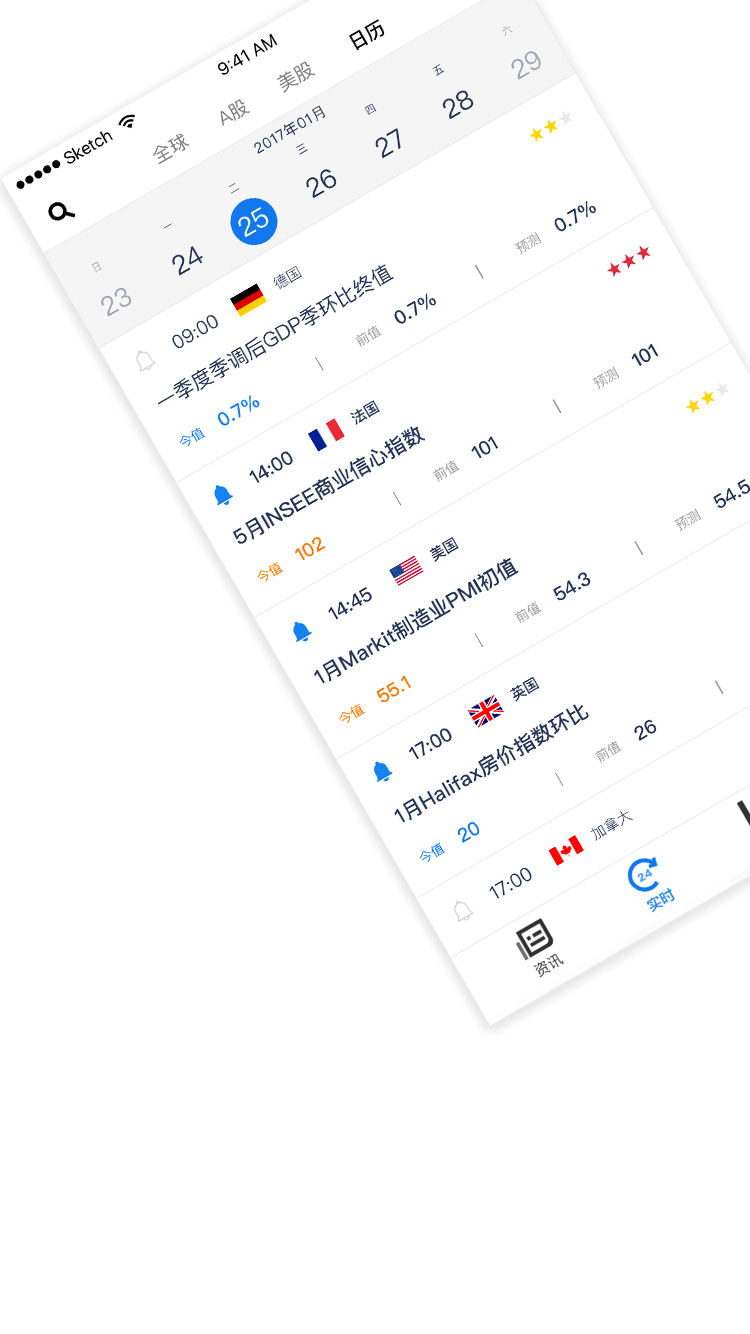 Sketch 9:41 AM
全球 A股 美股 日历
2017年01月
日 一 二 三 四 五 六
23 24 25 26 27 28 29
09:00 德国
一季度季调后GDP季环比终值
今值 0.7% | 前值 0.7% | 预测 0.7%
14:00 法国
5月INSEE商业信心指数
今值 102 | 前值 101 | 预测 101
14:45 美国
1月Markit制造业PMI初值
今值 55.1 | 前值 54.3 | 预测 54.5
17:00 英国
1月Halifax房价指数环比
今值 20 | 前值 26 |
17:00 加拿大
资讯 24 实时